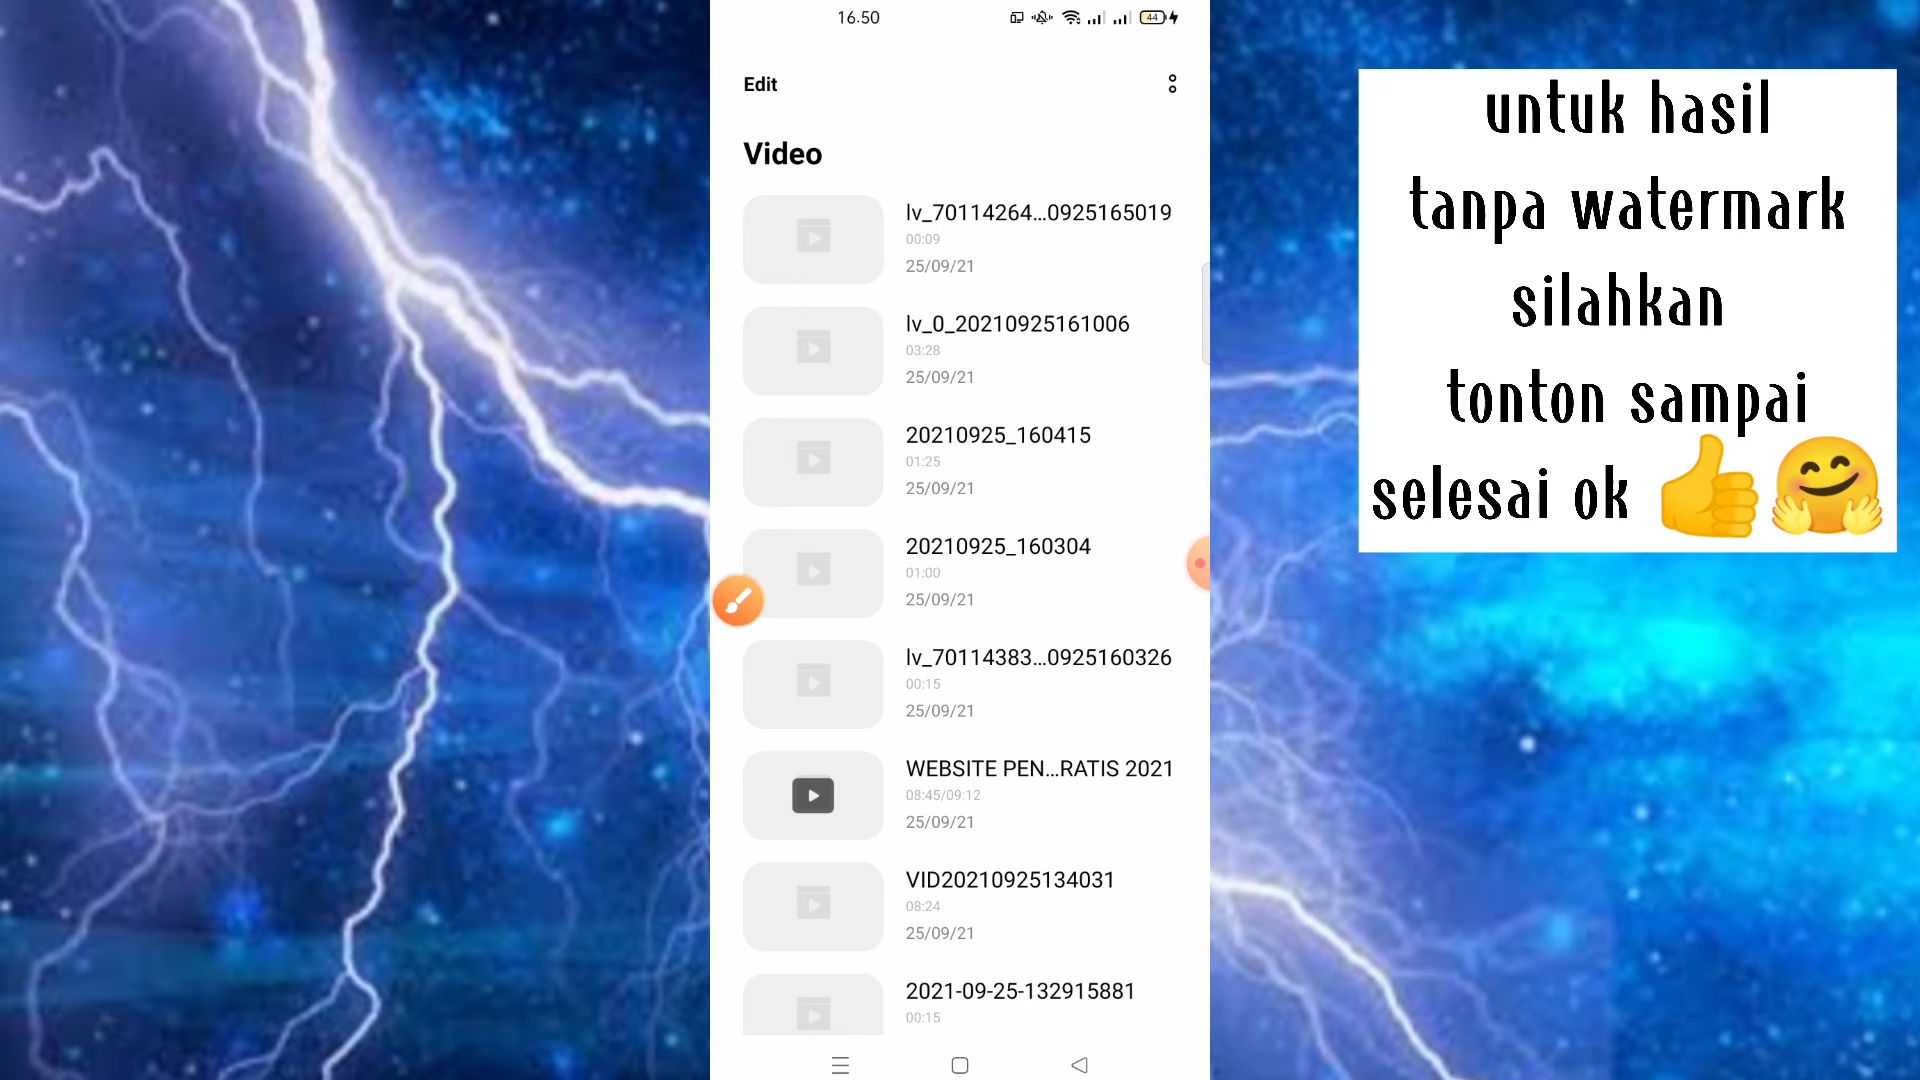 16.50
44
Edit
Video
lv_70114264...0925165019
00:09
25/09/21
lv_0_20210925161006
03:28
25/09/21
20210925_160415
01:25
25/09/21
20210925_160304
01:00
25/09/21
lv_70114383...0925160326
00:15
25/09/21
WEBSITE PEN...RATIS 2021
08:45/09:12
25/09/21
VID20210925134031
08:24
25/09/21
2021-09-25-132915881
00:15
untuk hasil
tanpa watermark
silahkan
tonton sampai
selesai ok 👍🤗